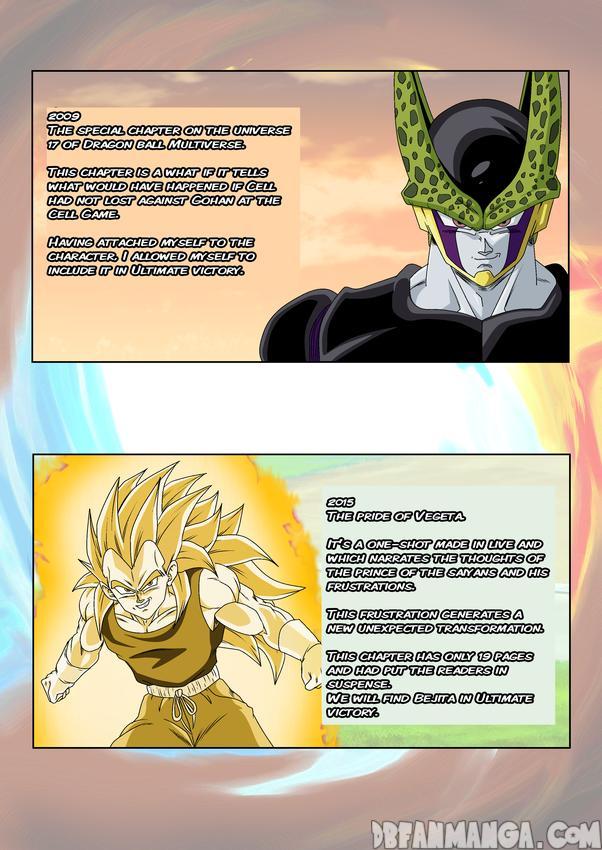 2009
The special chapter on the universe
17 of Dragon ball Multiverse.
This chapter is a what if it tells
what would have happened if Cell
had not lost against Gohan at the
Cell Game.
Having attached myself to the
character, I allowed myself to
include it in Ultimate victory.
2015
The pride of Vegeta.
It's a one-shot made in live and
which narrates the thoughts of
the prince of the saiyans and his
frustrations.
This frustration generates a
new unexpected transformation.
This chapter has only 19 pages
and had put the readers in
suspense.
We will find Bejita in Ultimate
victory.
DBFANMANGA.COM